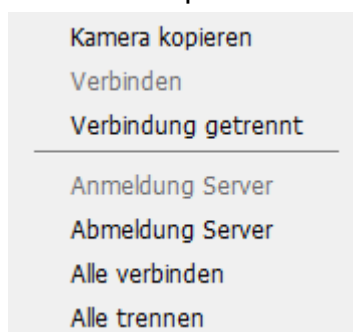 Kamera kopieren
Verbinden
Verbindung getrennt
Anmeldung Server
Abmeldung Server
Alle verbinden
Alle trennen